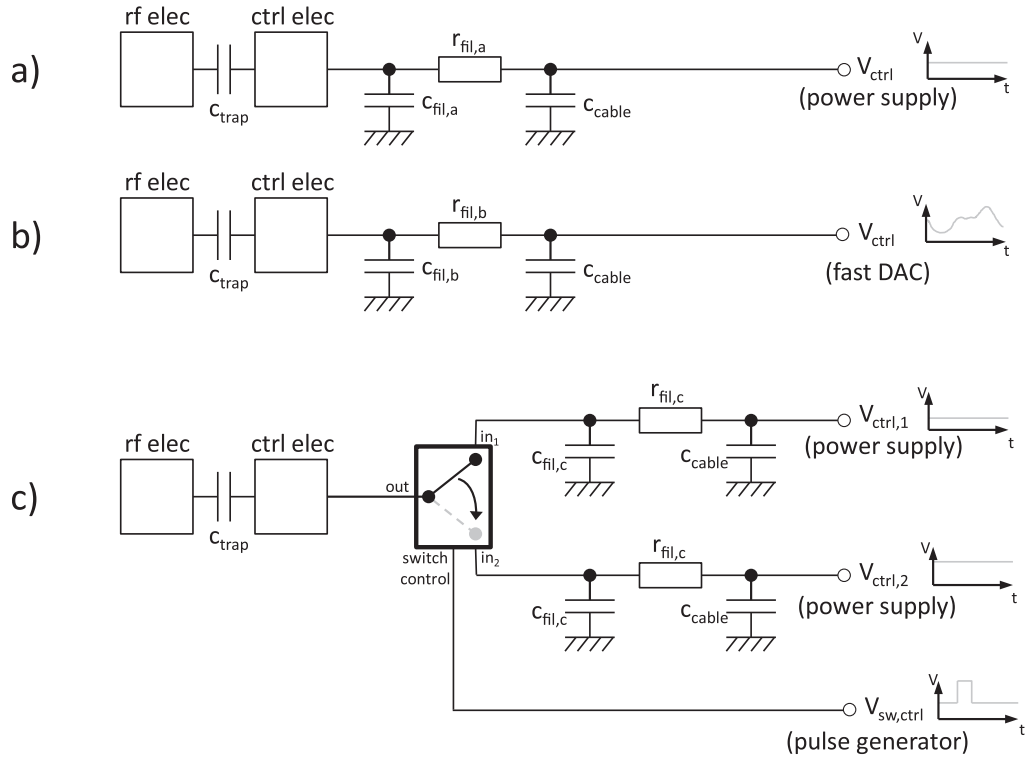 a)
rf elec
ctrl elec
c_trap
c_fil,a
r_fil,a
c_cable
V_ctrl
(power supply)
V
t
b)
rf elec
ctrl elec
c_trap
c_fil,b
r_fil,b
c_cable
V_ctrl
(fast DAC)
V
t
c)
rf elec
ctrl elec
c_trap
out
in_1
in_2
switch
control
r_fil,c
c_fil,c
c_cable
V_ctrl,1
(power supply)
V
t
r_fil,c
c_fil,c
c_cable
V_ctrl,2
(power supply)
V
t
V_sw,ctrl
(pulse generator)
V
t